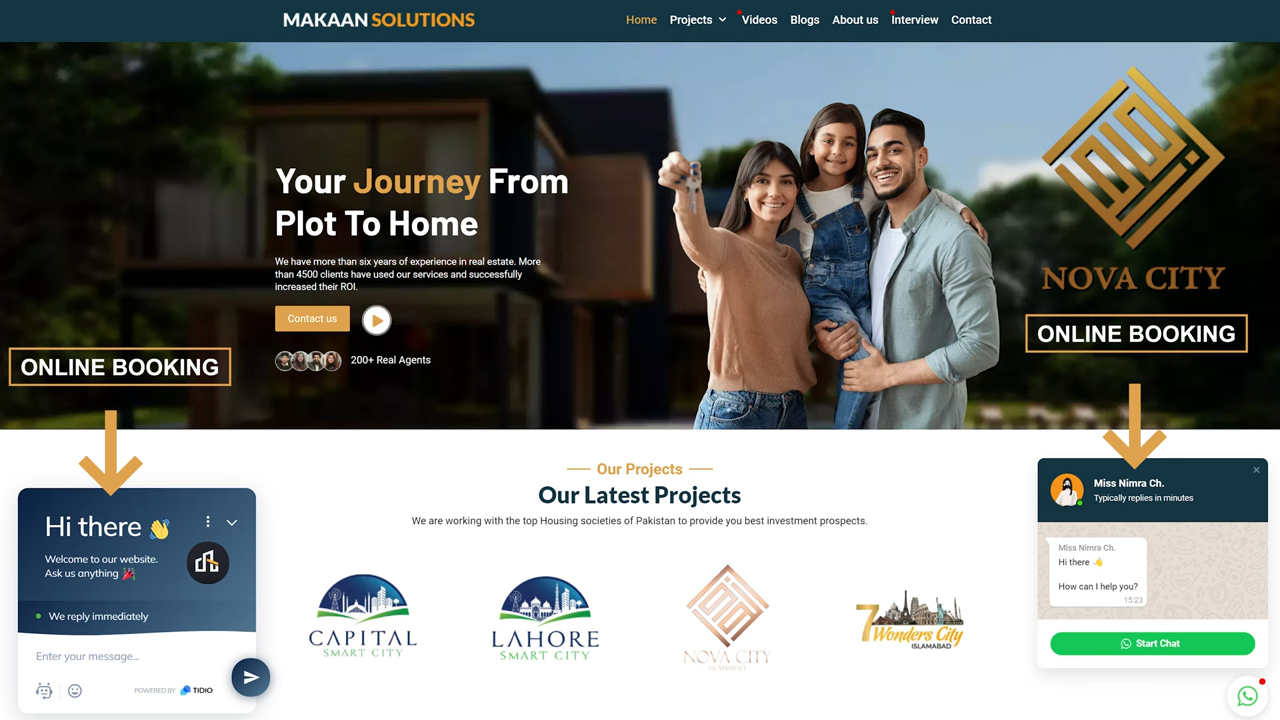 MAKAAN SOLUTIONS
Home Projects Videos Blogs About us Interview Contact
Your Journey From
Plot To Home
We have more than six years of experience in real estate. More
than 4500 clients have used our services and successfully
increased their ROI.
Contact us
200+ Real Agents
NOVA CITY
ONLINE BOOKING
ONLINE BOOKING
Our Projects
Our Latest Projects
We are working with the top Housing societies of Pakistan to provide you best investment prospects.
CAPITAL
SMART CITY
LAHORE
SMART CITY
NOVA CITY
ISLAMABAD
7 Wonders City
ISLAMABAD
Hi there 👋
Welcome to our website.
Ask us anything 🎉
We reply immediately
Enter your message...
POWERED BY TIDIO
Miss Nimra Ch.
Typically replies in minutes
Miss Nimra Ch.
Hi there 👋
How can I help you?
15:23
Start Chat